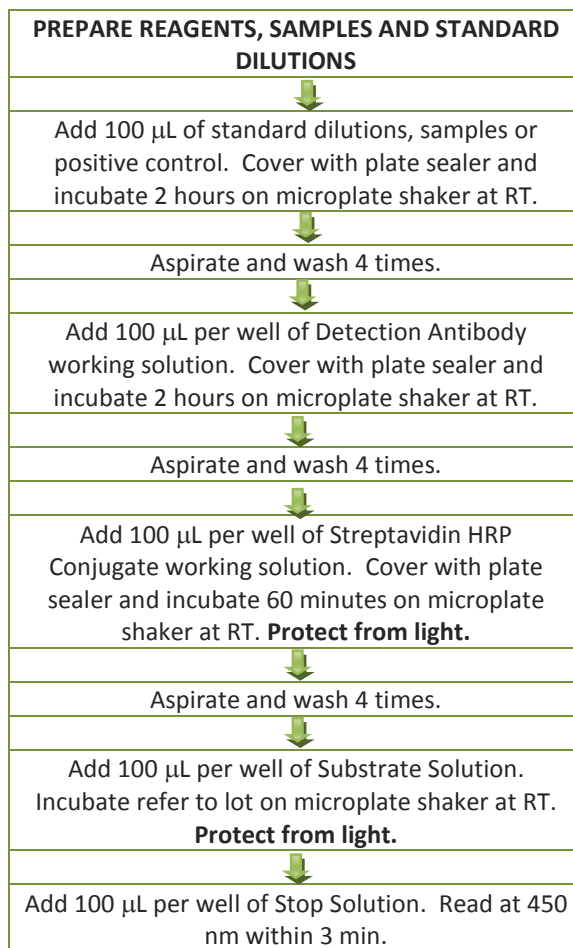 PREPARE REAGENTS, SAMPLES AND STANDARD
DILUTIONS
Add 100 μL of standard dilutions, samples or
positive control.  Cover with plate sealer and
incubate 2 hours on microplate shaker at RT.
Aspirate and wash 4 times.
Add 100 μL per well of Detection Antibody
working solution.  Cover with plate sealer and
incubate 2 hours on microplate shaker at RT.
Aspirate and wash 4 times.
Add 100 μL per well of Streptavidin HRP
Conjugate working solution.  Cover with plate
sealer and incubate 60 minutes on microplate
shaker at RT. Protect from light.
Aspirate and wash 4 times.
Add 100 μL per well of Substrate Solution.
Incubate refer to lot on microplate shaker at RT.
Protect from light.
Add 100 μL per well of Stop Solution.  Read at 450
nm within 3 min.